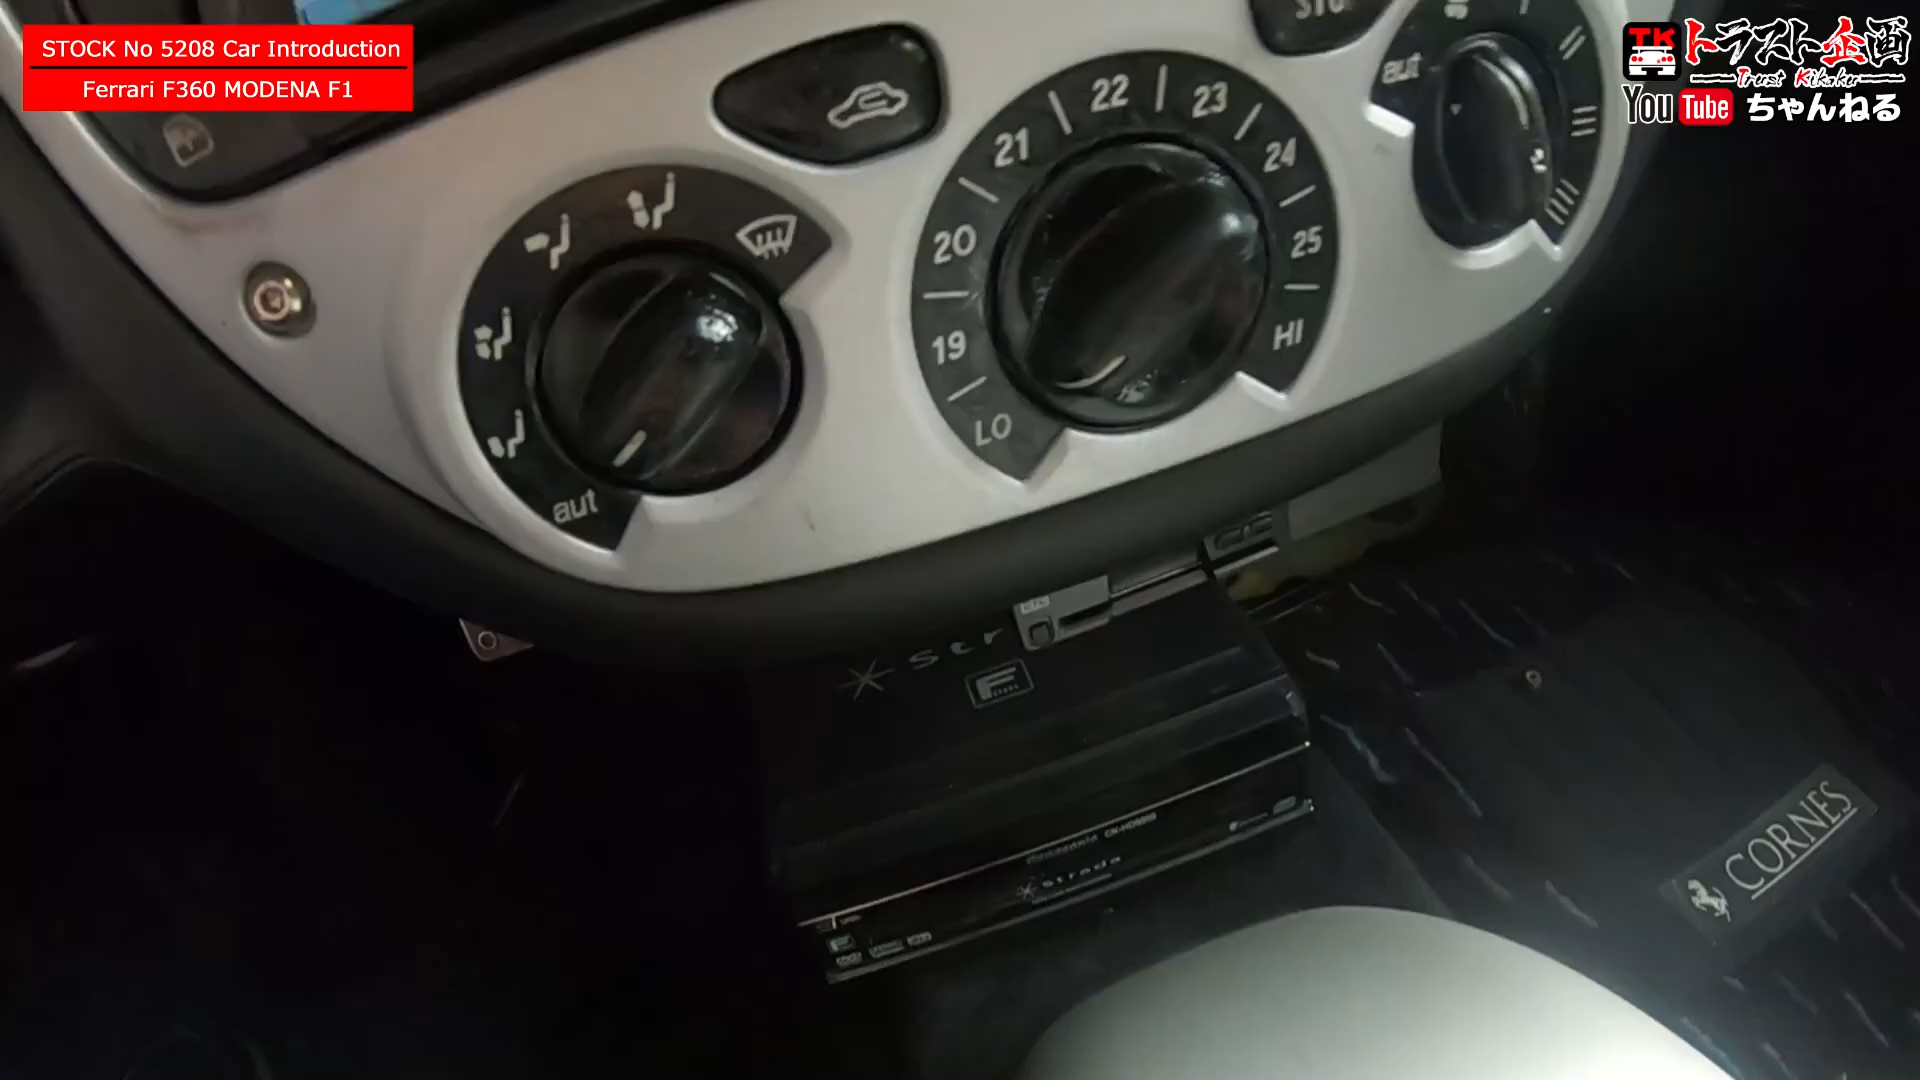 STOCK No 5208 Car Introduction
Ferrari F360 MODENA F1
TK トラスト企画
Trust Kikaku
YouTube ちゃんねる
22
23
21
24
20
25
19
HI
LO
aut
aut
ETC
Str
F
Strada
CORNES